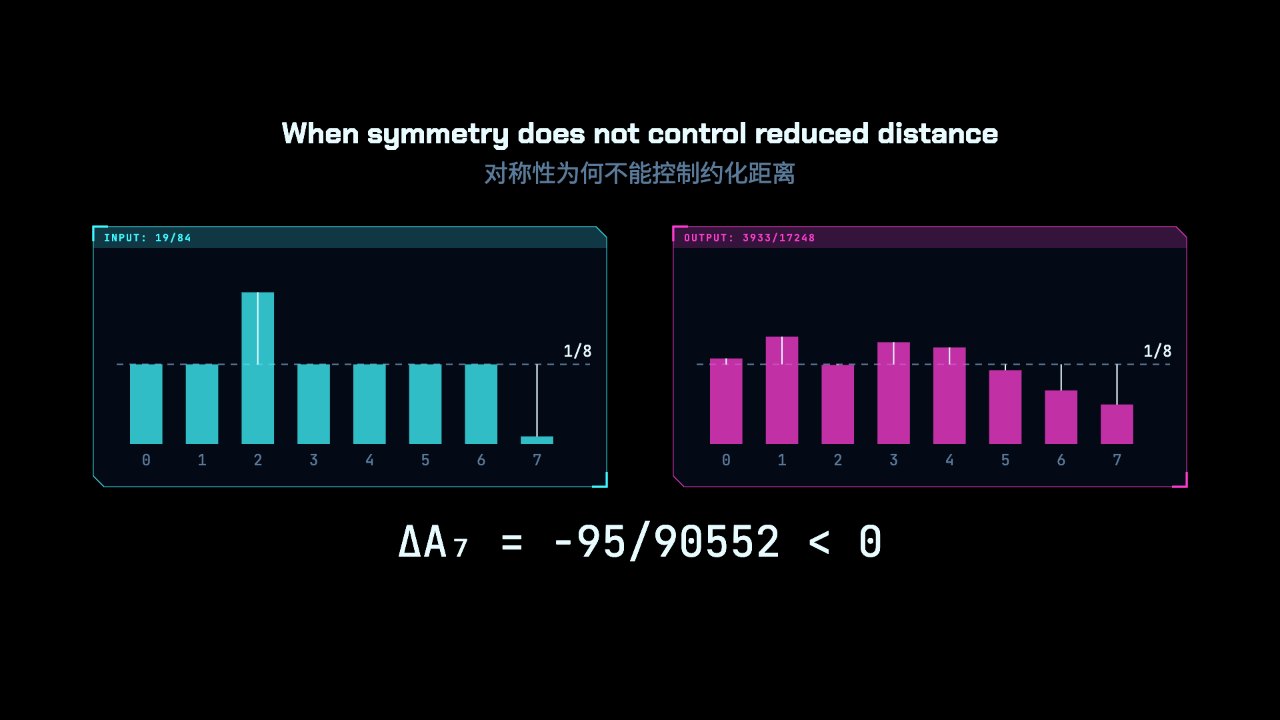 When symmetry does not control reduced distance
对称性为何不能控制约化距离
INPUT: 19/84
1/8
0 1 2 3 4 5 6 7
OUTPUT: 3933/17248
1/8
0 1 2 3 4 5 6 7
ΔA₇ = -95/90552 < 0